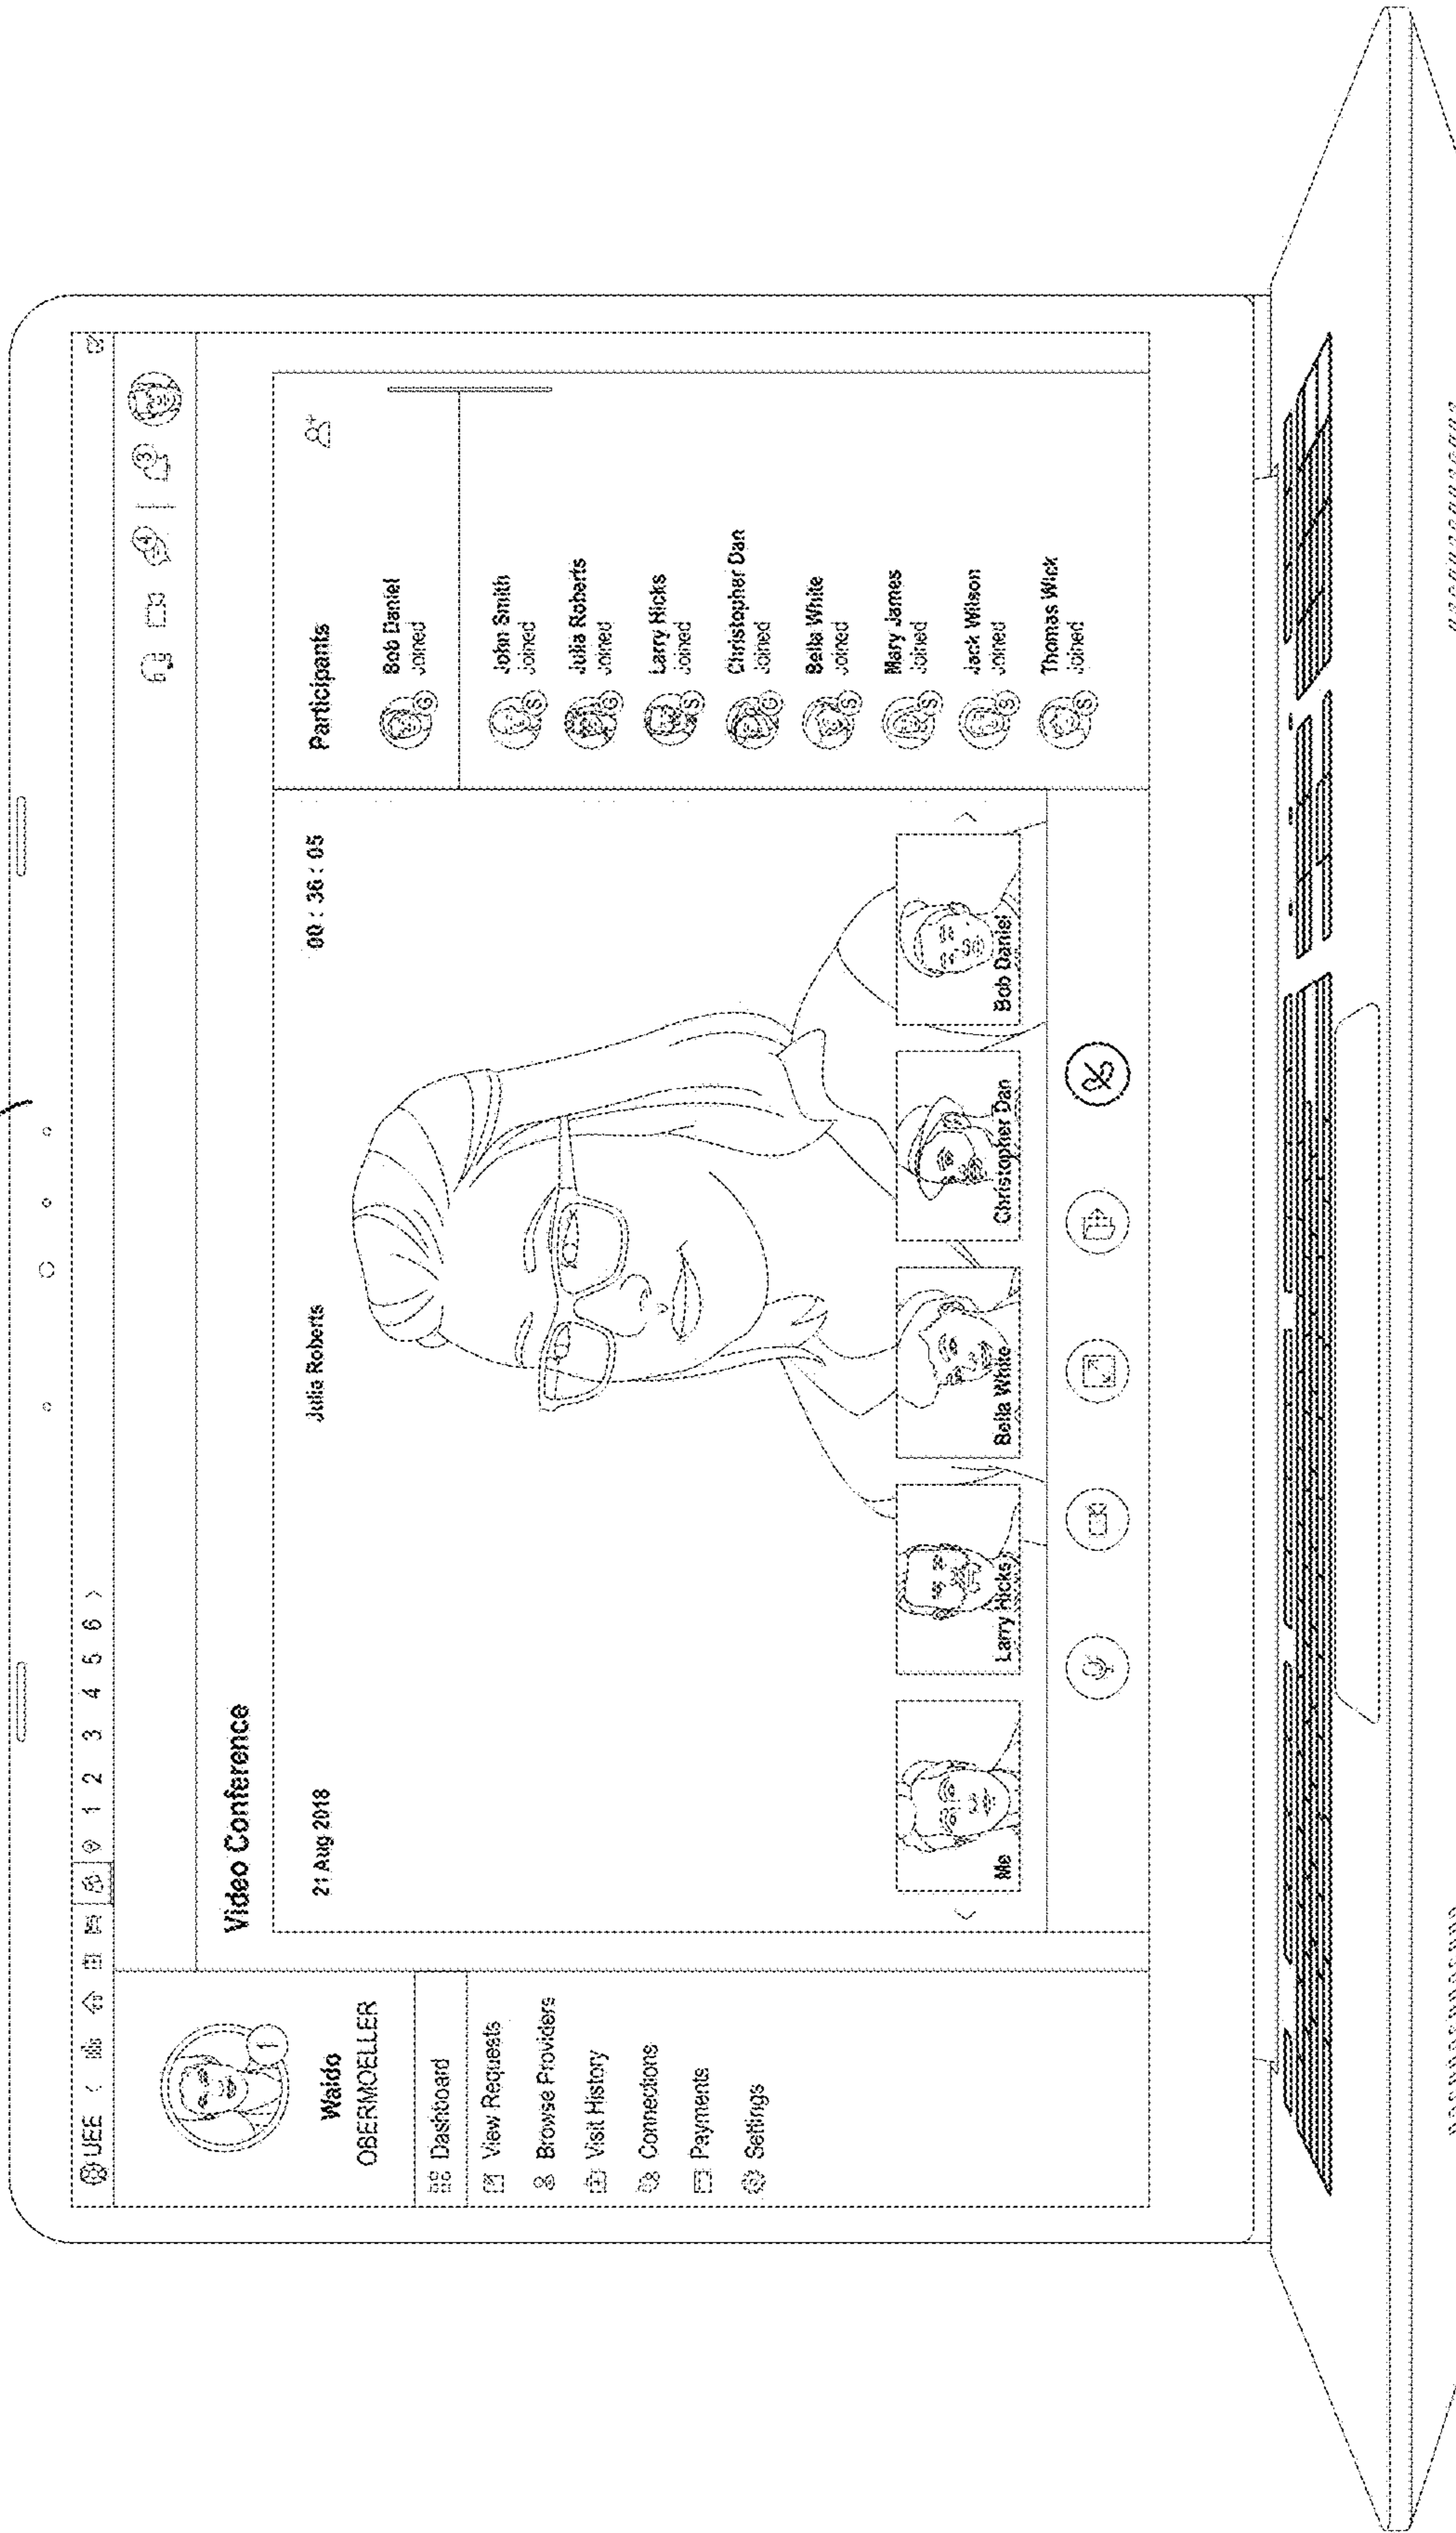 UEE < 1 2 3 4 5 6 >
4
3
1
Waldo
OBERMOELLER
Dashboard
View Requests
Browse Providers
Visit History
Connections
Payments
Settings
Video Conference
21 Aug 2018
Julia Roberts
00 : 36 : 05
Me
Larry Hicks
Bella White
Christopher Dan
Bob Daniel
Participants
Bob Daniel
Joined
G
John Smith
Joined
S
Julia Roberts
Joined
G
Larry Hicks
Joined
S
Christopher Dan
Joined
G
Bella White
Joined
S
Mary James
Joined
S
Jack Wilson
Joined
S
Thomas Wick
Joined
S